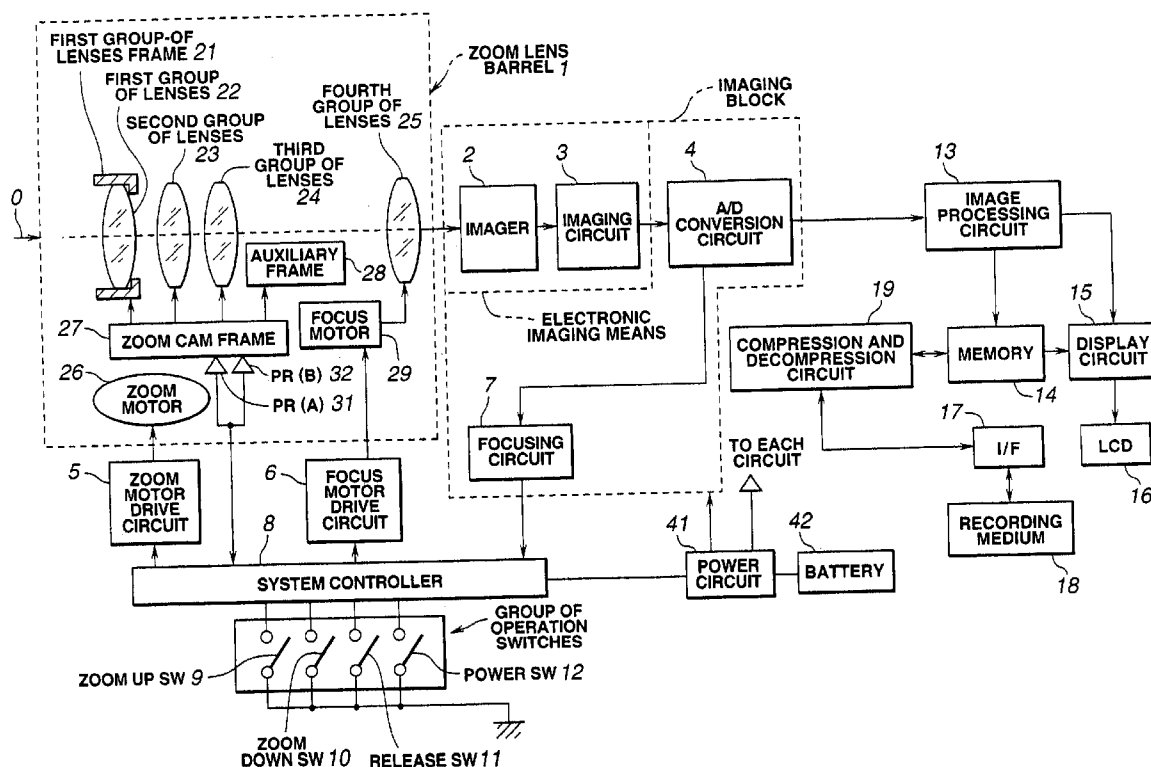 FIRST GROUP-OF
LENSES FRAME 21
FIRST GROUP
OF LENSES 22
SECOND GROUP
OF LENSES
23
THIRD
GROUP OF
LENSES
24
FOURTH
GROUP OF
LENSES 25
ZOOM LENS
BARREL 1
IMAGING
BLOCK
O
2
IMAGER
3
IMAGING
CIRCUIT
4
A/D
CONVERSION
CIRCUIT
13
IMAGE
PROCESSING
CIRCUIT
AUXILIARY
FRAME
28
27
ZOOM CAM FRAME
FOCUS
MOTOR
29
ELECTRONIC
IMAGING MEANS
19
COMPRESSION AND
DECOMPRESSION
CIRCUIT
MEMORY
14
15
DISPLAY
CIRCUIT
26
ZOOM
MOTOR
PR (B) 32
PR (A) 31
7
FOCUSING
CIRCUIT
TO EACH
CIRCUIT
17
I/F
LCD
16
5
ZOOM
MOTOR
DRIVE
CIRCUIT
6
FOCUS
MOTOR
DRIVE
CIRCUIT
RECORDING
MEDIUM
18
8
SYSTEM CONTROLLER
41
POWER
CIRCUIT
42
BATTERY
GROUP OF
OPERATION
SWITCHES
ZOOM UP SW 9
POWER SW 12
ZOOM
DOWN SW 10
RELEASE SW 11